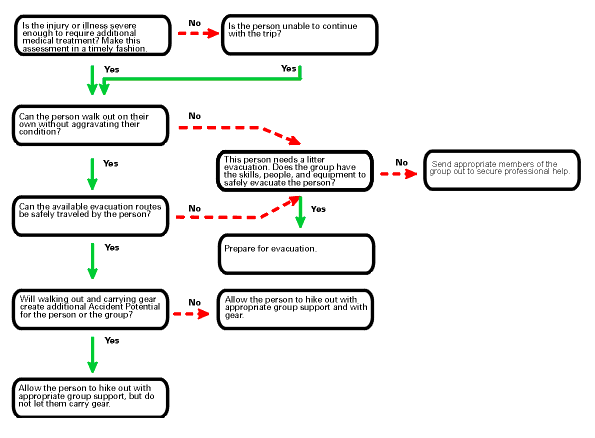 Is the injury or illness severe
enough to require additional
medical treatment? Make this
assessment in a timely fashion.
No
Is the person unable to continue
with the trip?
Yes
Yes
Can the person walk out on their
own without aggravating their
condition?
No
This person needs a litter
evacuation. Does the group have
the skills, people, and equipment to
safely evacuate the person?
No
Send appropriate members of the
group out to secure professional help.
Yes
Can the available evacuation routes
be safely traveled by the person?
No
Yes
Prepare for evacuation.
Yes
Will walking out and carrying gear
create additional Accident Potential
for the person or the group?
No
Allow the person to hike out with
appropriate group support and with
gear.
Yes
Allow the person to hike out with
appropriate group support, but do
not let them carry gear.